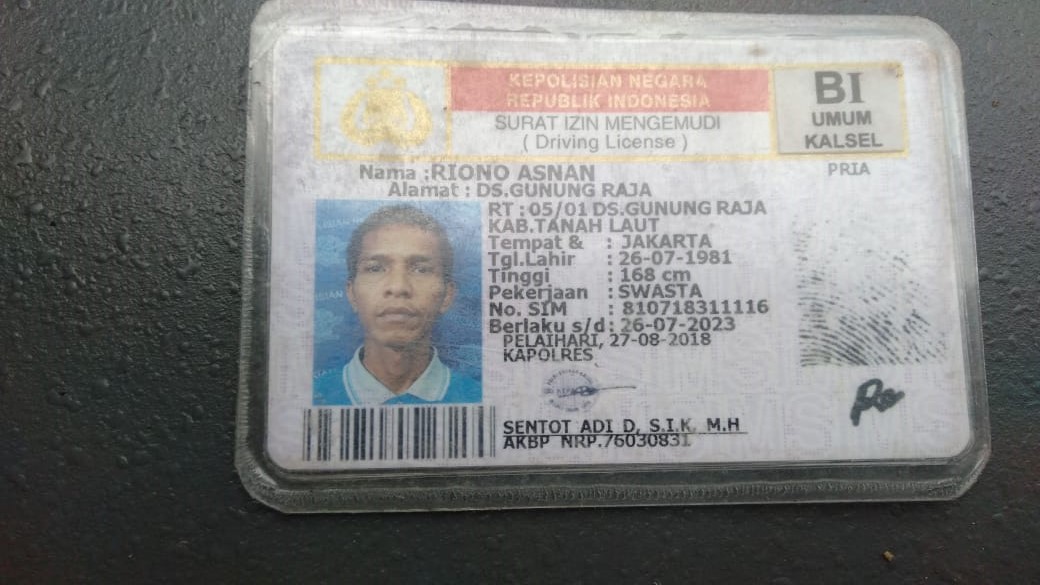 KEPOLISIAN NEGARA
REPUBLIK INDONESIA
SURAT IZIN MENGEMUDI
( Driving License )
BI
UMUM
KALSEL
PRIA
Nama :RIONO ASNAN
Alamat : DS.GUNUNG RAJA
RT : 05/01 DS.GUNUNG RAJA
KAB.TANAH LAUT
Tempat & : JAKARTA
Tgl.Lahir : 26-07-1981
Tinggi : 168 cm
Pekerjaan : SWASTA
No. SIM : 810718311116
Berlaku s/d : 26-07-2023
PELAIHARI, 27-08-2018
KAPOLRES
SENTOT ADI D, S.I.K, M.H
AKBP NRP.76030831